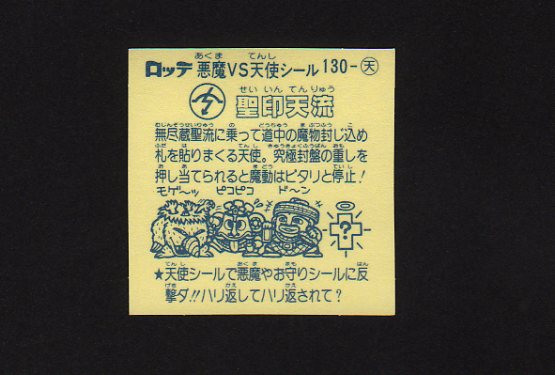 ロッテ 悪魔VS天使シール 130-天
聖印天流
無尽蔵聖流に乗って道中の魔物封じ込め
札を貼りまくる天使。究極封盤の重しを
押し当てられると魔動はピタリと停止!
モゲ〜ッ ピコピコ ド〜ン
?
★天使シールで悪魔やお守りシールに反
撃ダ!!ハリ返してハリ返されて?